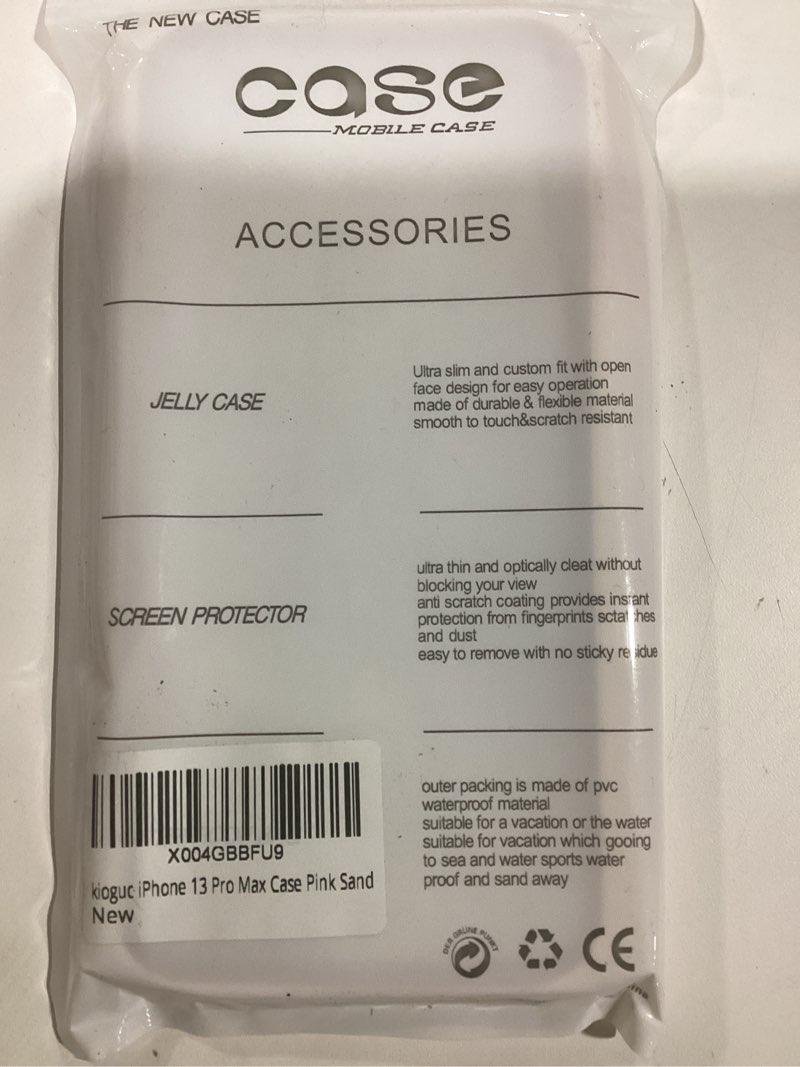 THE NEW CASE
case
MOBILE CASE
ACCESSORIES
JELLY CASE
Ultra slim and custom fit with open
face design for easy operation
made of durable & flexible material
smooth to touch&scratch resistant
SCREEN PROTECTOR
ultra thin and optically cleat without
blocking your view
anti scratch coating provides instant
protection from fingerprints sctatches
and dust
easy to remove with no sticky residue
outer packing is made of pvc
waterproof material
suitable for a vacation or the water
suitable for vacation which gooing
to sea and water sports water
proof and sand away
X004GBBFU9
kioguc iPhone 13 Pro Max Case Pink Sand
New
DER GRÜNE PUNKT
CE